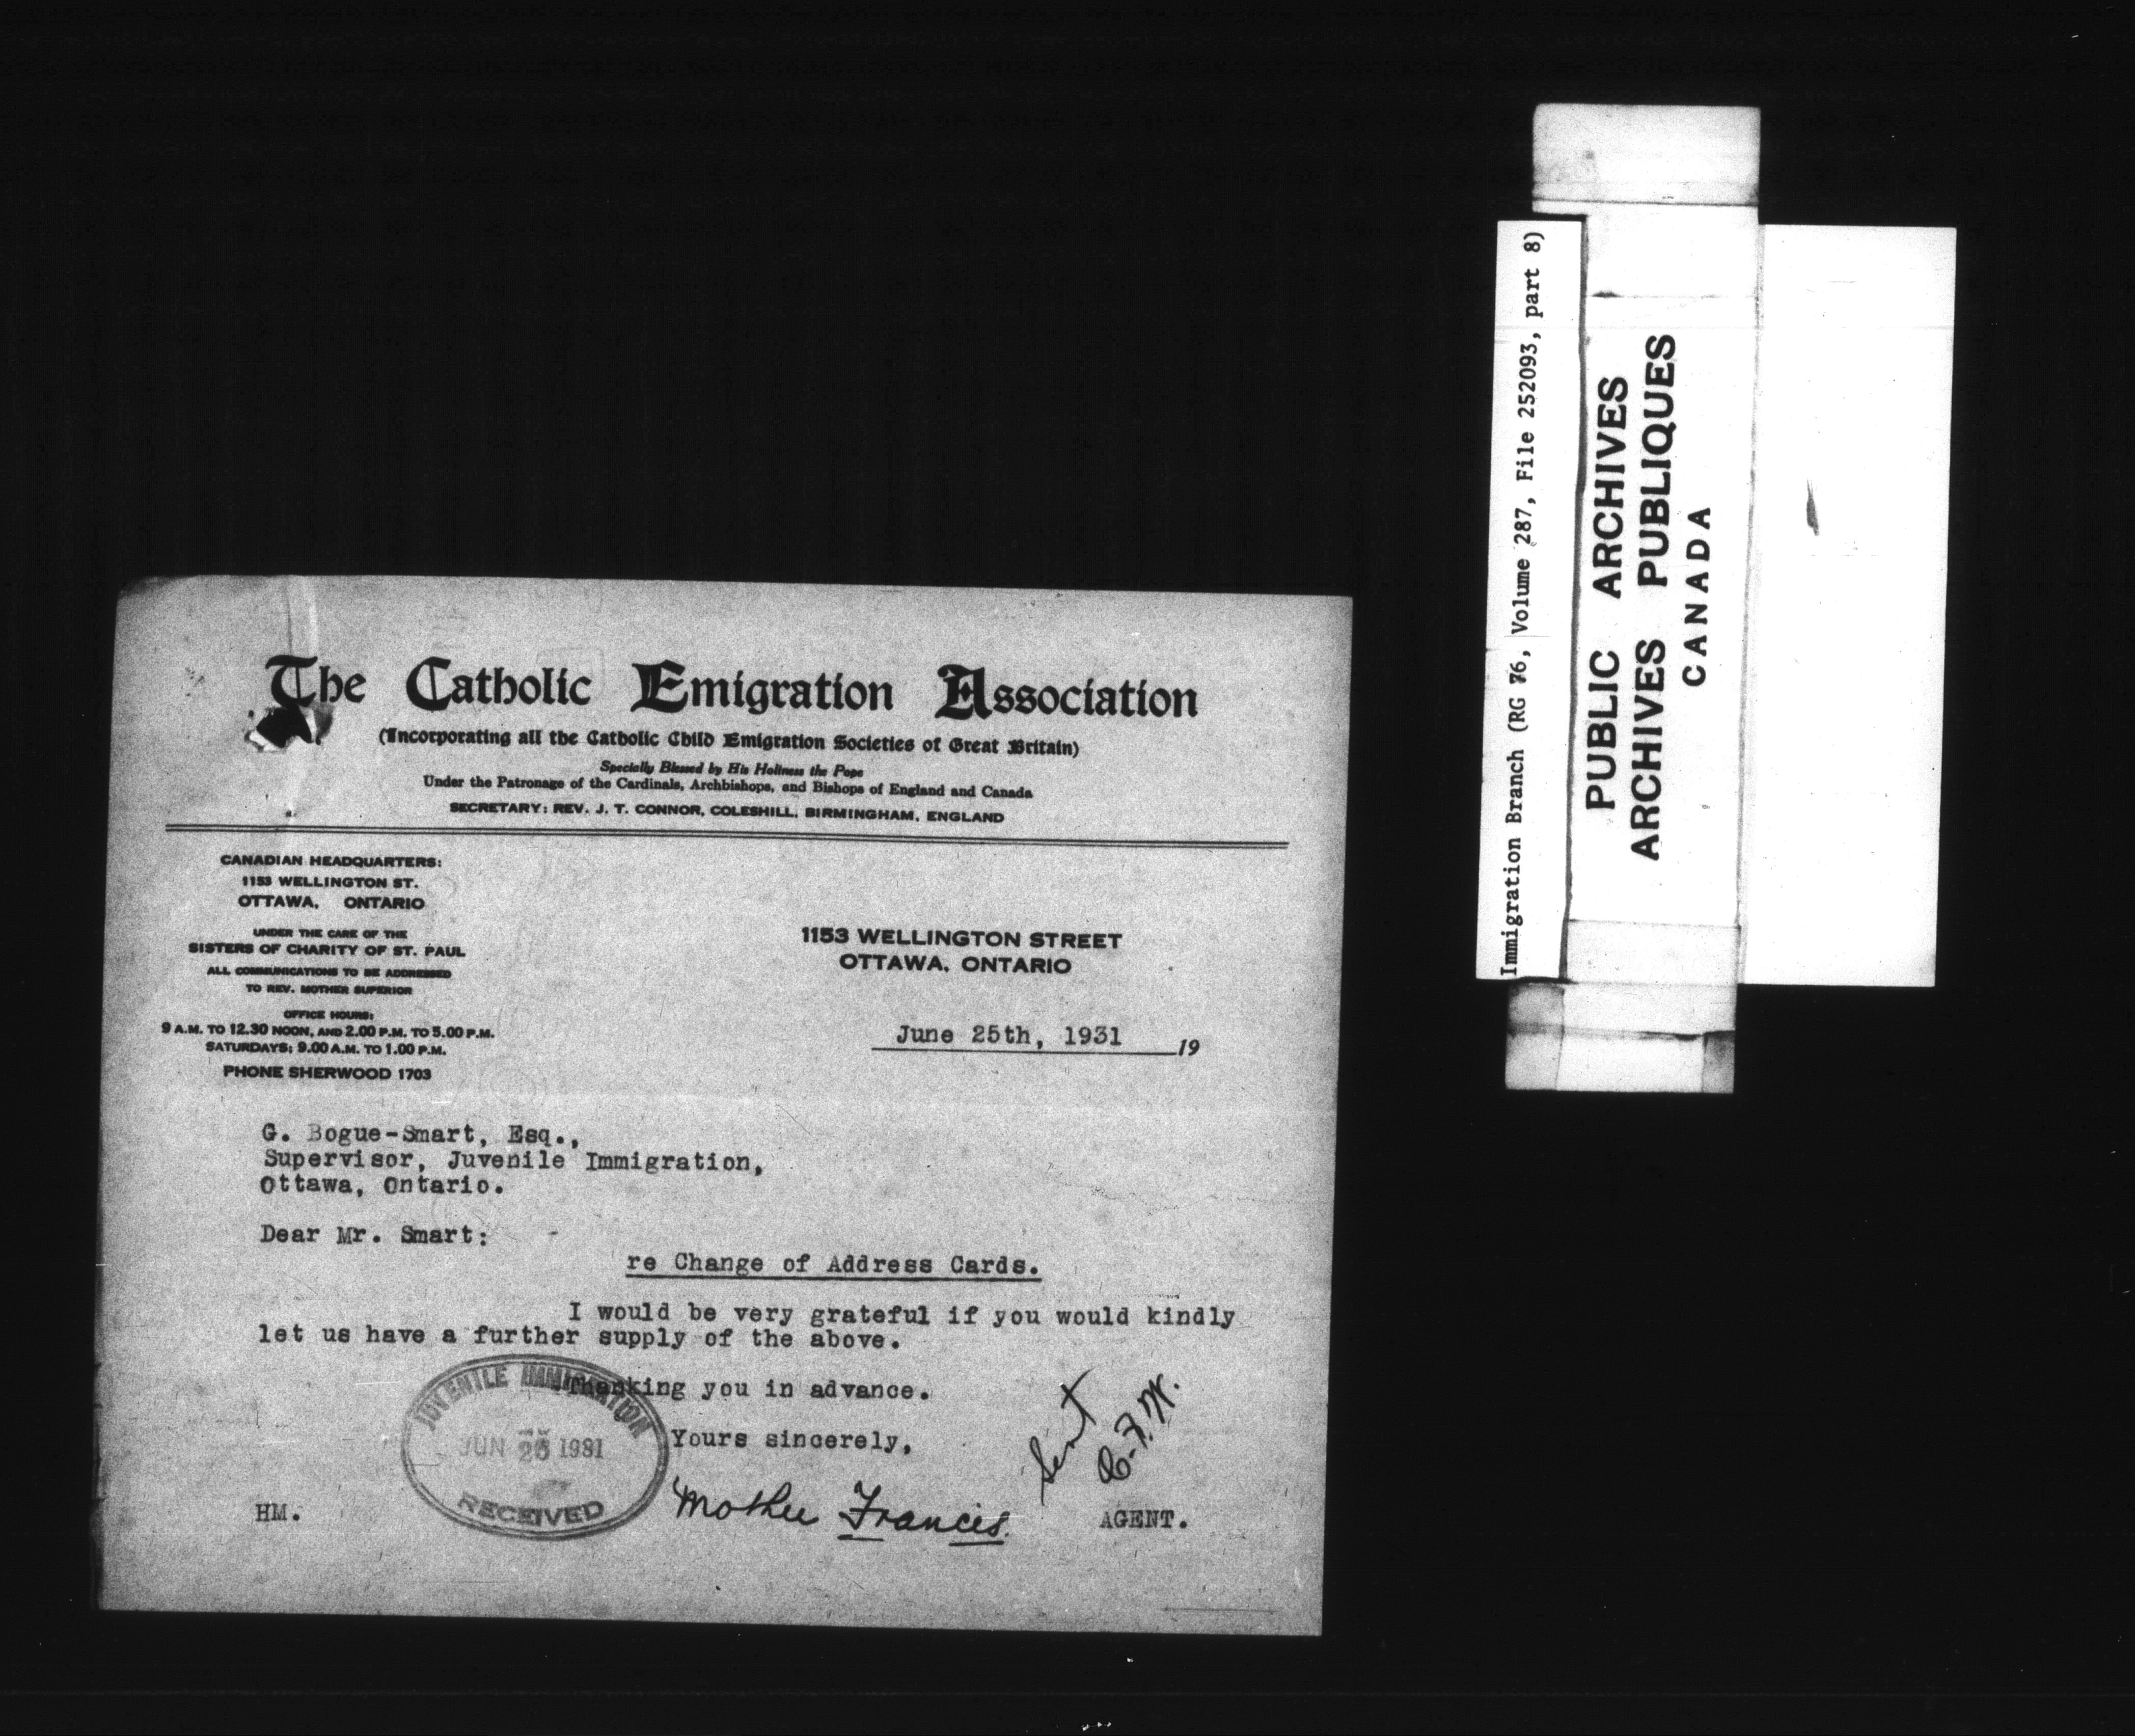 The Catholic Emigration Association
(Incorporating all the Catholic Child Emigration Societies of Great Britain)
Specially Blessed by His Holiness the Pope
Under the Patronage of the Cardinals, Archbishops, and Bishops of England and Canada
SECRETARY: REV. J. T. CONNOR, COLESHILL, BIRMINGHAM, ENGLAND
CANADIAN HEADQUARTERS:
1153 WELLINGTON ST.
OTTAWA, ONTARIO
UNDER THE CARE OF THE
SISTERS OF CHARITY OF ST. PAUL
ALL COMMUNICATIONS TO BE ADDRESSED
TO REV. MOTHER SUPERIOR
OFFICE HOURS:
9 A.M. TO 12.30 NOON, AND 2.00 P.M. TO 5.00 P.M.
SATURDAYS: 9.00 A.M. TO 1.00 P.M.
PHONE SHERWOOD 1703
1153 WELLINGTON STREET
OTTAWA, ONTARIO
June 25th, 1931 19
G. Bogue-Smart, Esq.,
Supervisor, Juvenile Immigration,
Ottawa, Ontario.
Dear Mr. Smart:
re Change of Address Cards.
I would be very grateful if you would kindly
let us have a further supply of the above.
Thanking you in advance.
Yours sincerely,
Mother Francis.
AGENT.
HM.
JUVENILE IMMIGRATION
JUN 26 1931
RECEIVED
Sent
Immigration Branch (RG 76, Volume 287, File 252093, part 8)
PUBLIC ARCHIVES
ARCHIVES PUBLIQUES
CANADA